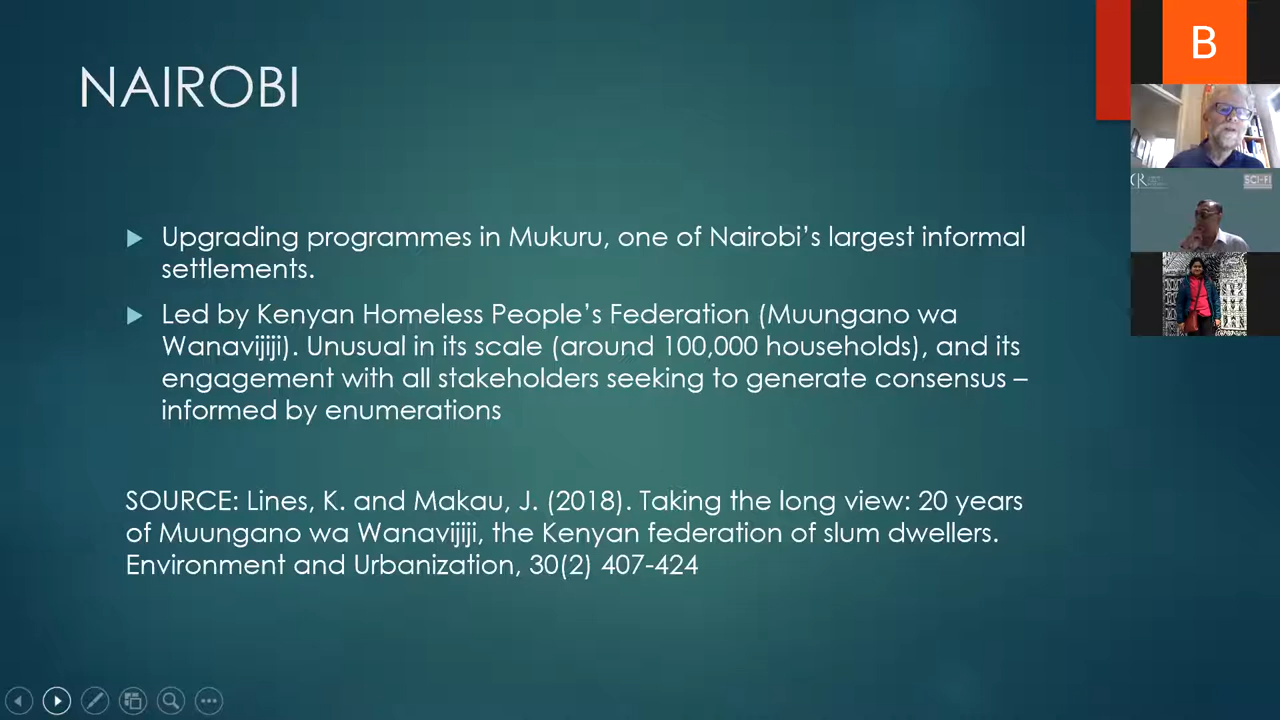 NAIROBI
Upgrading programmes in Mukuru, one of Nairobi's largest informal
settlements.
Led by Kenyan Homeless People's Federation (Muungano wa
Wanavijiji). Unusual in its scale (around 100,000 households), and its
engagement with all stakeholders seeking to generate consensus –
informed by enumerations
SOURCE: Lines, K. and Makau, J. (2018). Taking the long view: 20 years
of Muungano wa Wanavijiji, the Kenyan federation of slum dwellers.
Environment and Urbanization, 30(2) 407-424
B
SCI-FI